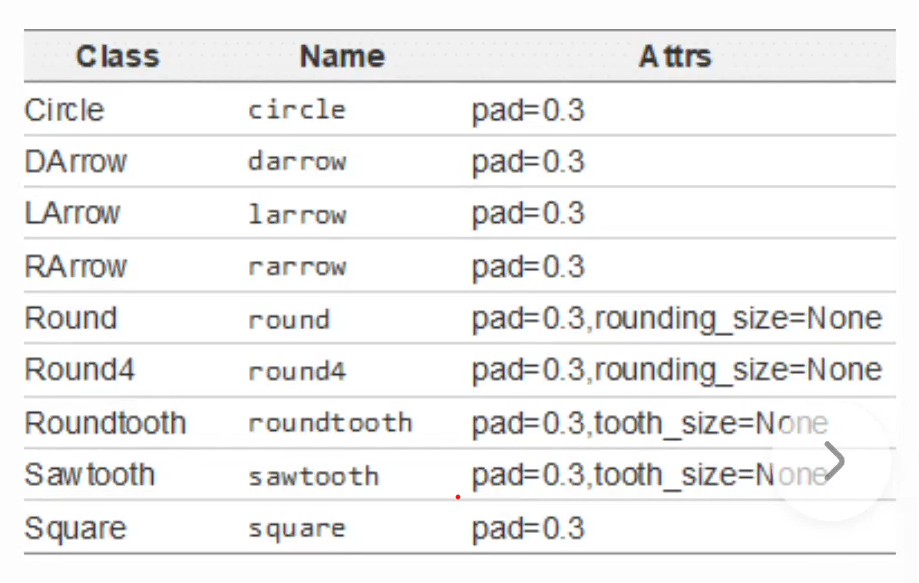 Class Name Attrs
Circle circle pad=0.3
DArrow darrow pad=0.3
LArrow larrow pad=0.3
RArrow rarrow pad=0.3
Round round pad=0.3,rounding_size=None
Round4 round4 pad=0.3,rounding_size=None
Roundtooth roundtooth pad=0.3,tooth_size=None
Sawtooth sawtooth pad=0.3,tooth_size=None
Square square pad=0.3